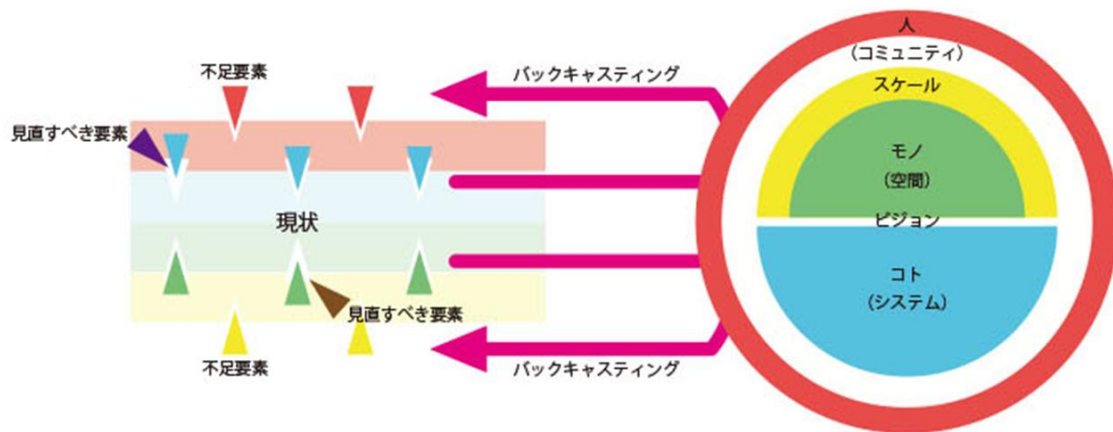 不足要素
見直すべき要素
現状
見直すべき要素
不足要素
バックキャスティング
バックキャスティング
人
(コミュニティ)
スケール
モノ
(空間)
ビジョン
コト
(システム)